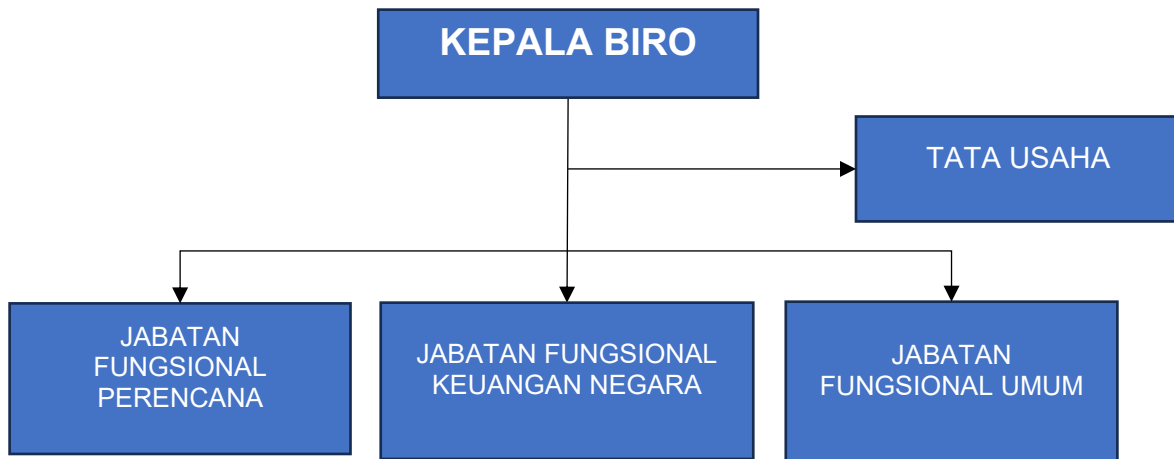 KEPALA BIRO
TATA USAHA
JABATAN
FUNGSIONAL
PERENCANA
JABATAN FUNGSIONAL
KEUANGAN NEGARA
JABATAN
FUNGSIONAL UMUM